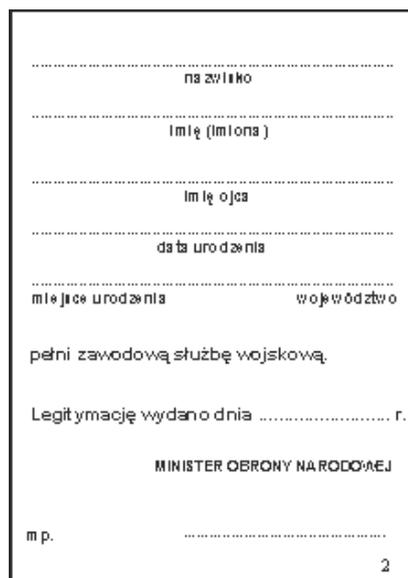 ........................................................
nazwisko
........................................................
imię (imiona)
........................................................
imię ojca
........................................................
data urodzenia
........................................................
miejsce urodzenia województwo
pełni zawodową służbę wojskową.
Legitymację wydano dnia ........................ r.
MINISTER OBRONY NARODOWEJ
mp. ........................................
2